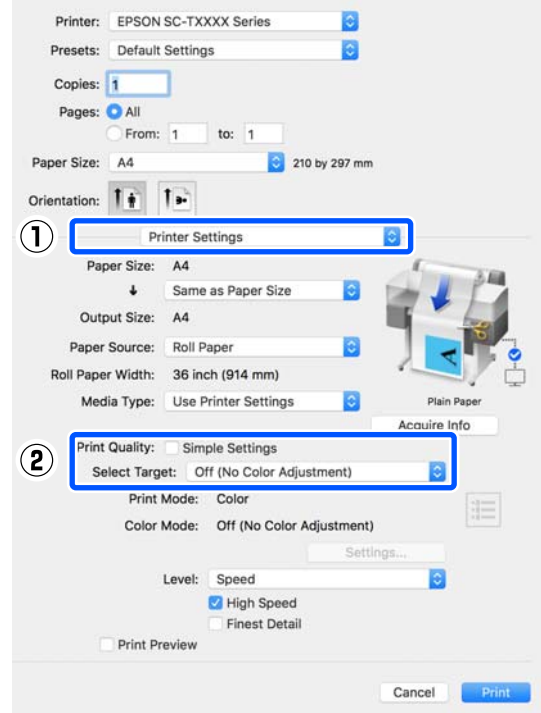 Printer: EPSON SC-TXXXX Series
Presets: Default Settings
Copies: 1
Pages: All
From: 1 to: 1
Paper Size: A4 210 by 297 mm
Orientation:
1 Printer Settings
Paper Size: A4
Same as Paper Size
Output Size: A4
Paper Source: Roll Paper
Roll Paper Width: 36 inch (914 mm)
Media Type: Use Printer Settings
Plain Paper
Acquire Info
2 Print Quality: Simple Settings
Select Target: Off (No Color Adjustment)
Print Mode: Color
Color Mode: Off (No Color Adjustment)
Settings...
Level: Speed
High Speed
Finest Detail
Print Preview
Cancel Print